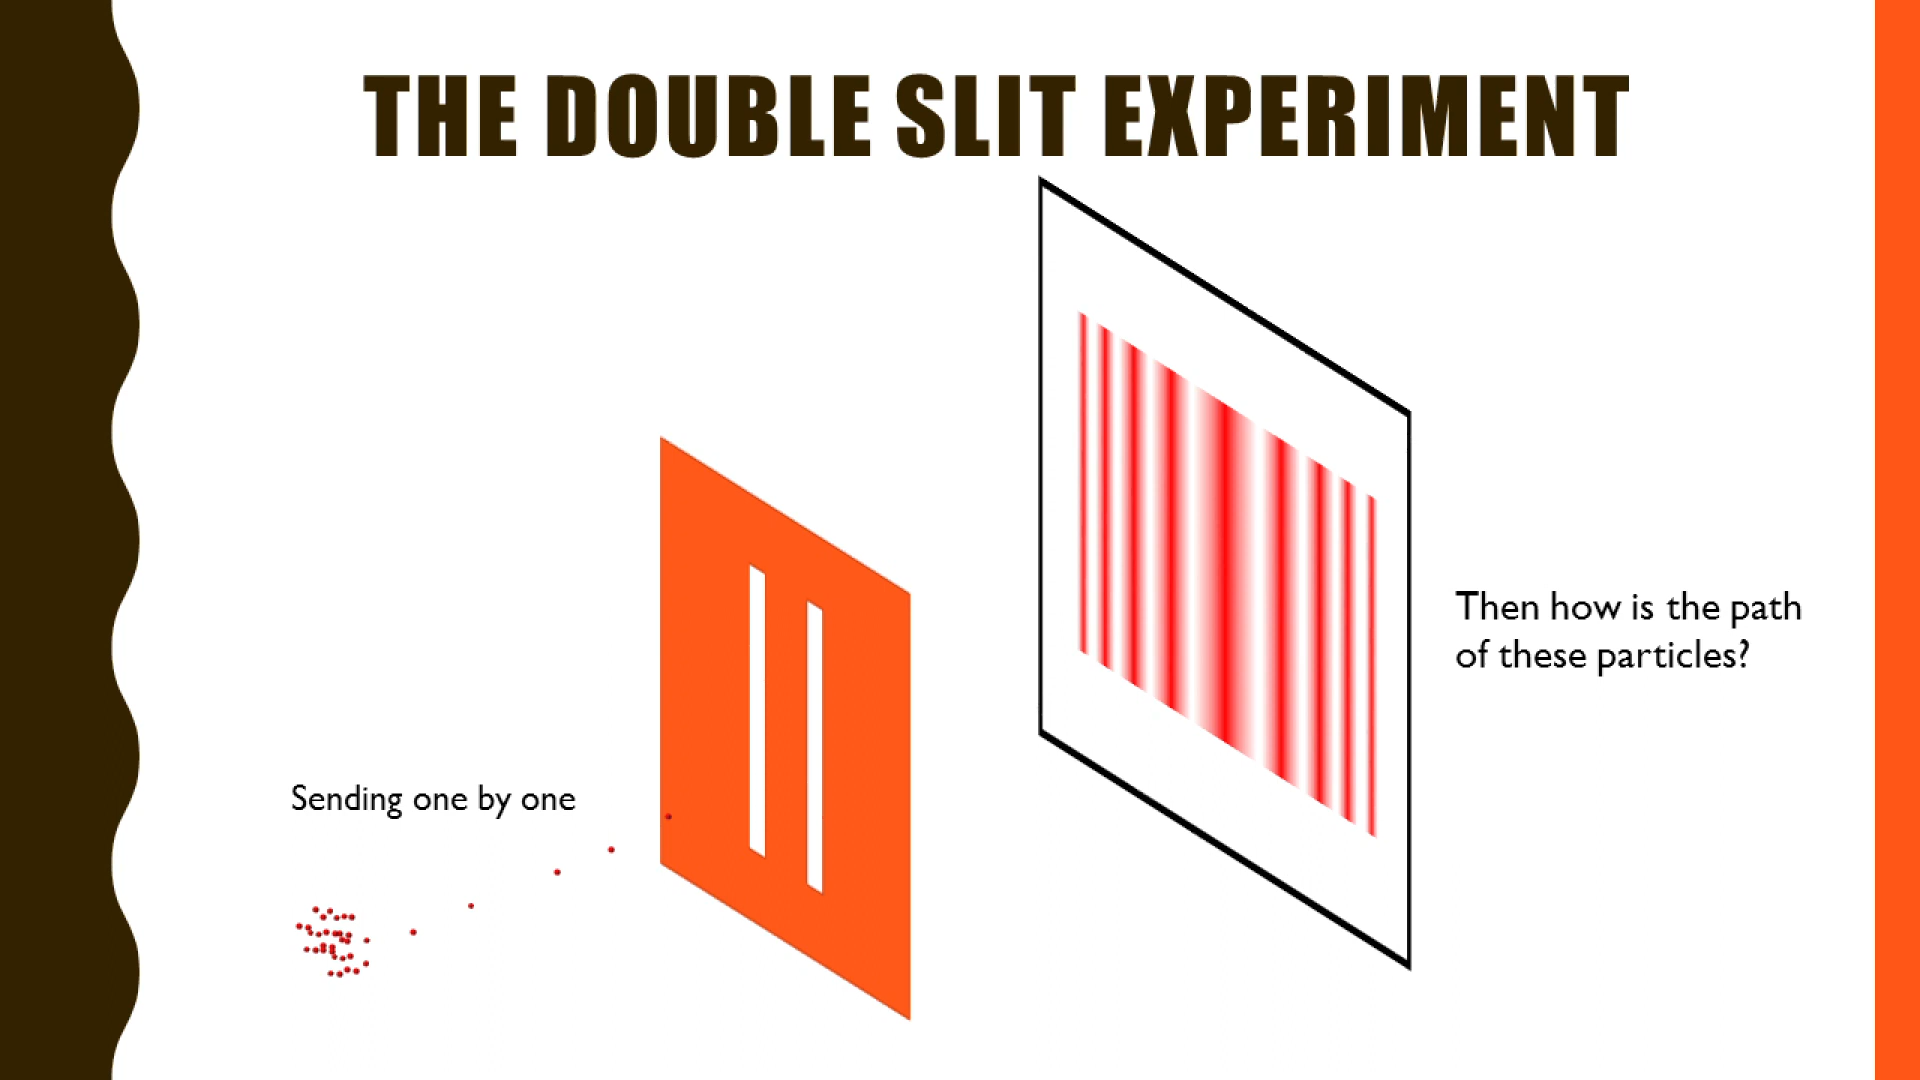 THE DOUBLE SLIT EXPERIMENT
Then how is the path
of these particles?
Sending one by one